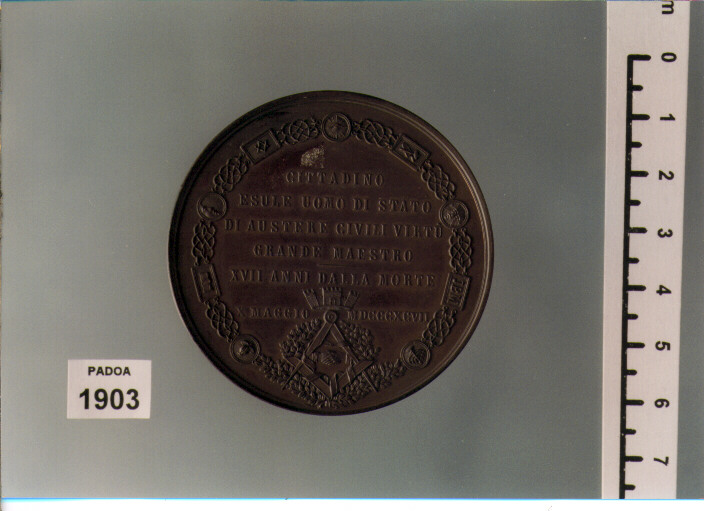 CITTADINO
ESULE UOMO DI STATO
DI AUSTERE CIVILI VIRTÙ
GRANDE MAESTRO
XVII ANNI DALLA MORTE
X MAGGIO MDCCCXCVII
PADOA
1903
m
0
1
2
3
4
5
6
7